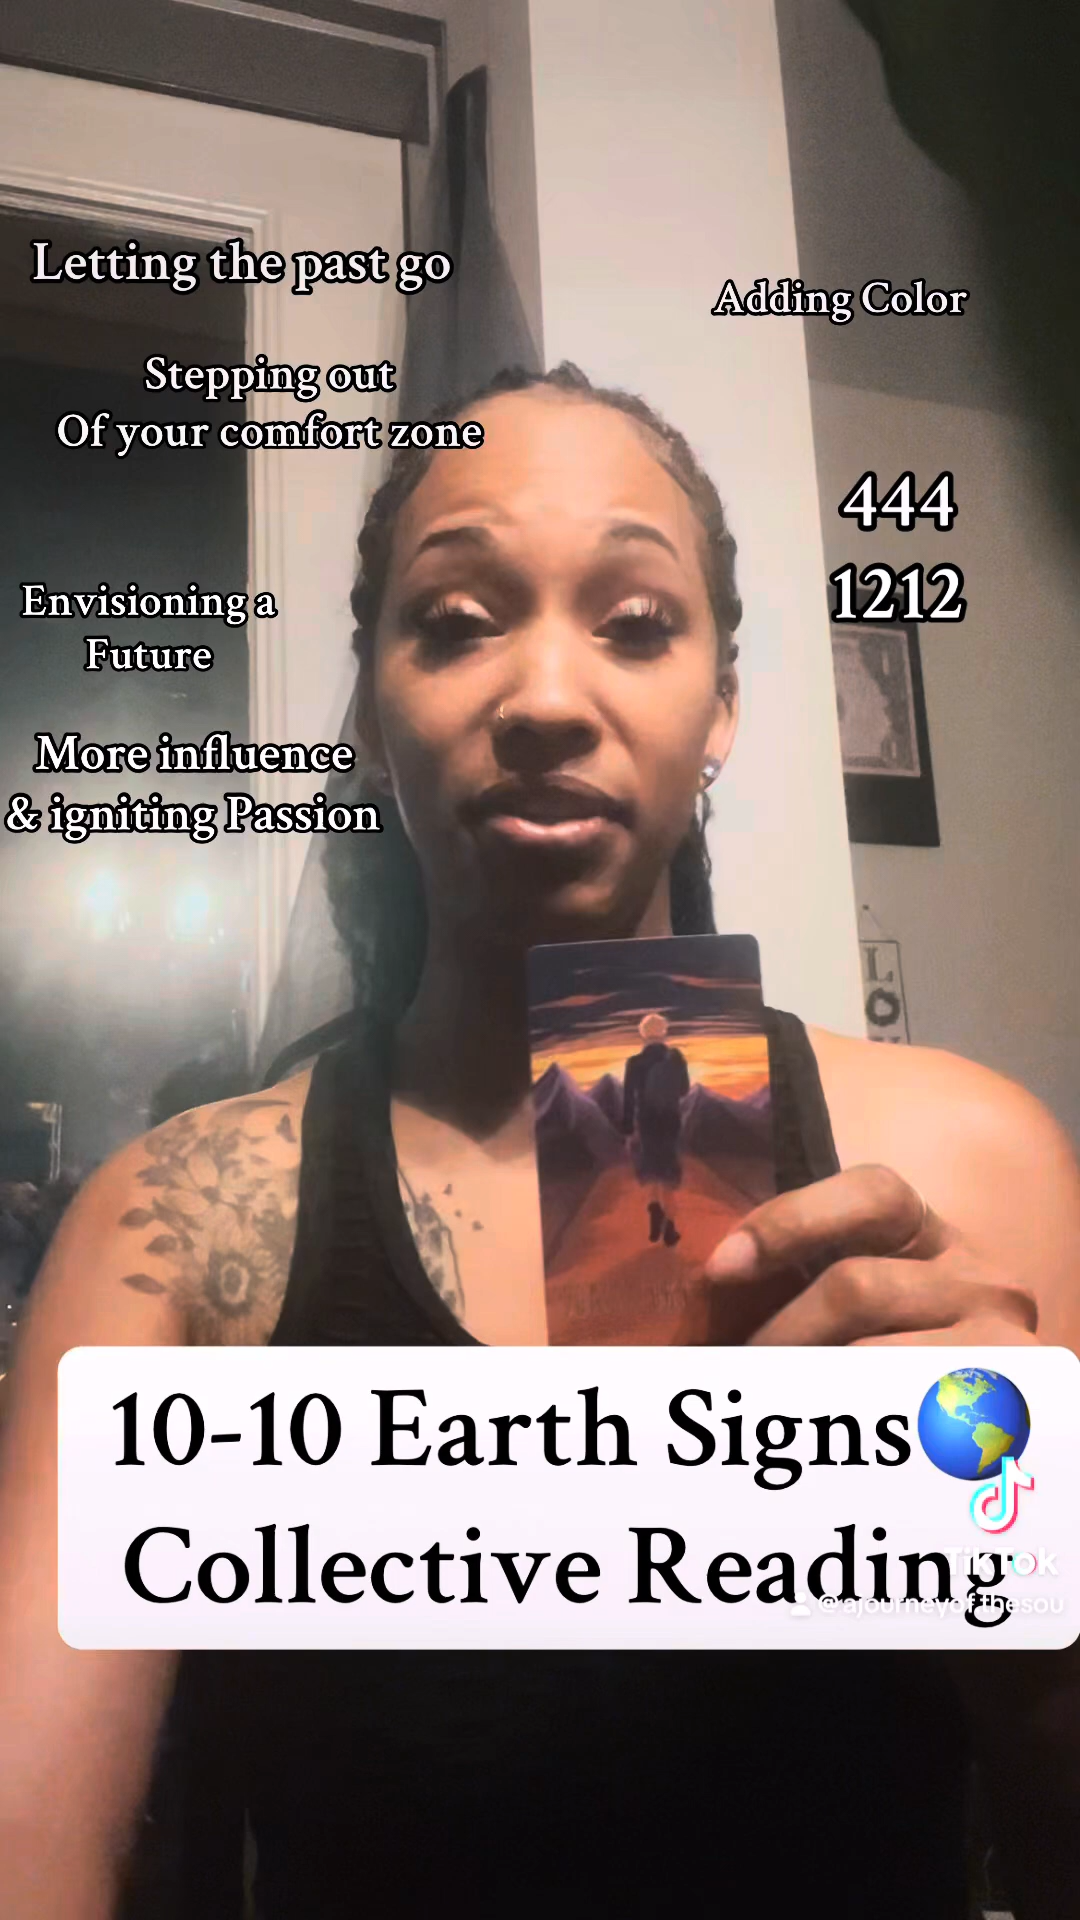 Letting the past go
Adding Color
Stepping out
Of your comfort zone
444
1212
Envisioning a
Future
More influence
& igniting Passion
10-10 Earth Signs🌎
Collective Reading
TikTok
@ajourneyofthesou